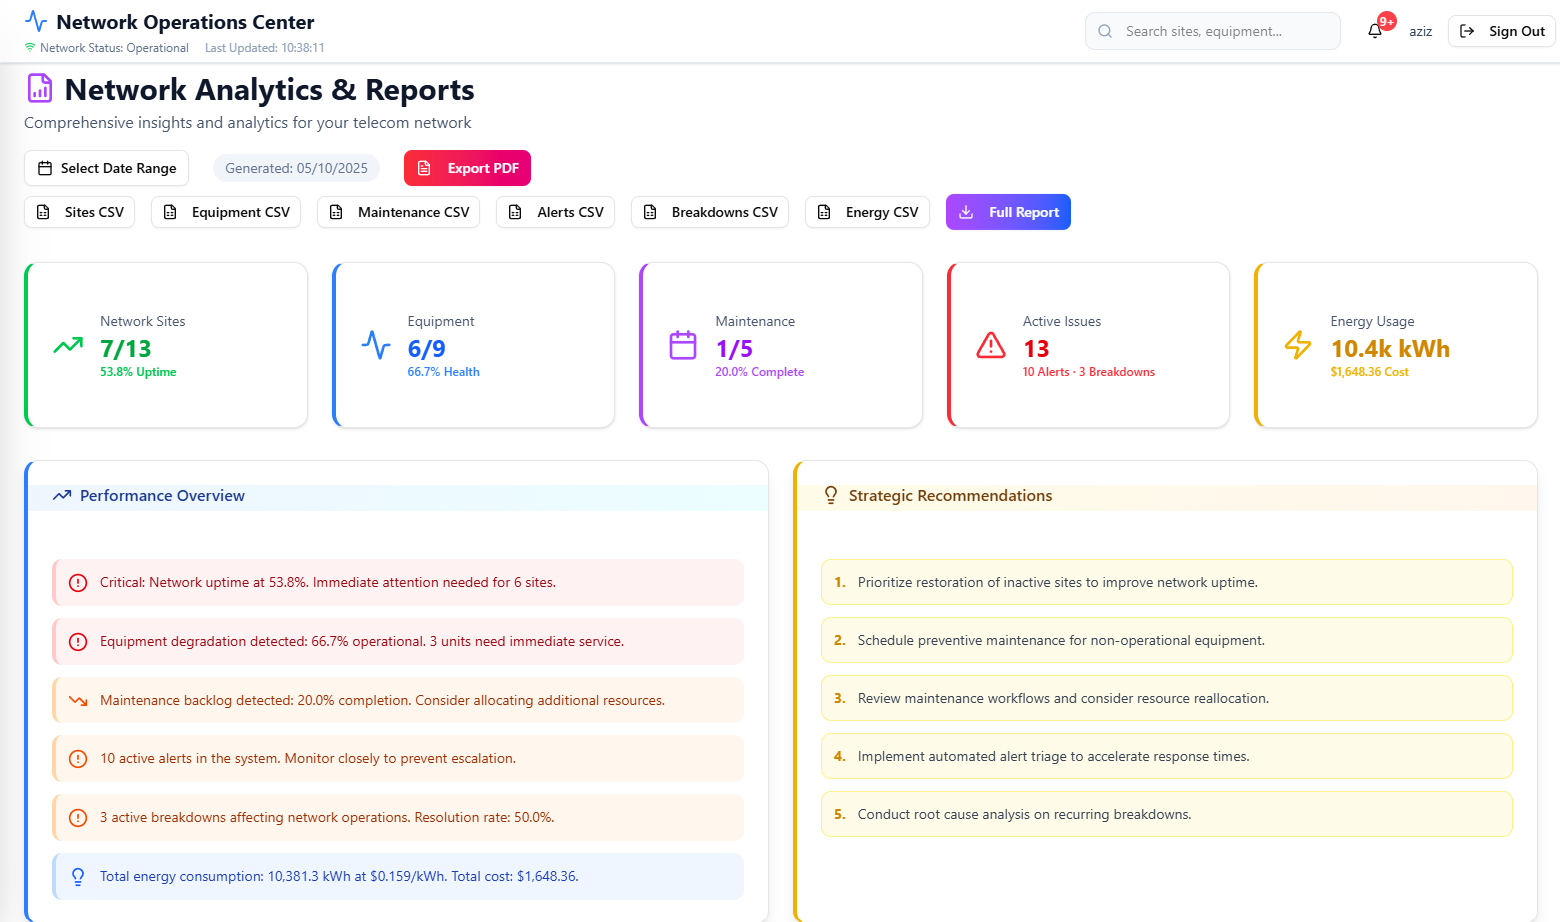 Network Operations Center
Network Status: Operational Last Updated: 10:38:11
Search sites, equipment...
9+
aziz
Sign Out
Network Analytics & Reports
Comprehensive insights and analytics for your telecom network
Select Date Range
Generated: 05/10/2025
Export PDF
Sites CSV
Equipment CSV
Maintenance CSV
Alerts CSV
Breakdowns CSV
Energy CSV
Full Report
Network Sites
7/13
53.8% Uptime
Equipment
6/9
66.7% Health
Maintenance
1/5
20.0% Complete
Active Issues
13
10 Alerts · 3 Breakdowns
Energy Usage
10.4k kWh
$1,648.36 Cost
Performance Overview
Critical: Network uptime at 53.8%. Immediate attention needed for 6 sites.
Equipment degradation detected: 66.7% operational. 3 units need immediate service.
Maintenance backlog detected: 20.0% completion. Consider allocating additional resources.
10 active alerts in the system. Monitor closely to prevent escalation.
3 active breakdowns affecting network operations. Resolution rate: 50.0%.
Total energy consumption: 10,381.3 kWh at $0.159/kWh. Total cost: $1,648.36.
Strategic Recommendations
1. Prioritize restoration of inactive sites to improve network uptime.
2. Schedule preventive maintenance for non-operational equipment.
3. Review maintenance workflows and consider resource reallocation.
4. Implement automated alert triage to accelerate response times.
5. Conduct root cause analysis on recurring breakdowns.